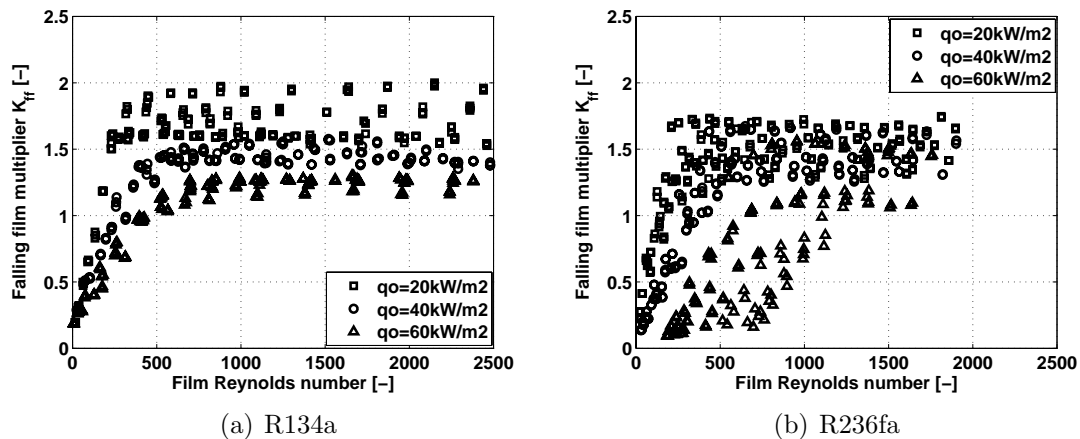 2.5
2
1.5
1
0.5
0
0
500
1000
1500
2000
2500
Falling film multiplier K_ff [−]
Film Reynolds number [−]
qo=20kW/m2
qo=40kW/m2
qo=60kW/m2
(a) R134a
2.5
2
1.5
1
0.5
0
0
500
1000
1500
2000
2500
Falling film multiplier K_ff [−]
Film Reynolds number [−]
qo=20kW/m2
qo=40kW/m2
qo=60kW/m2
(b) R236fa